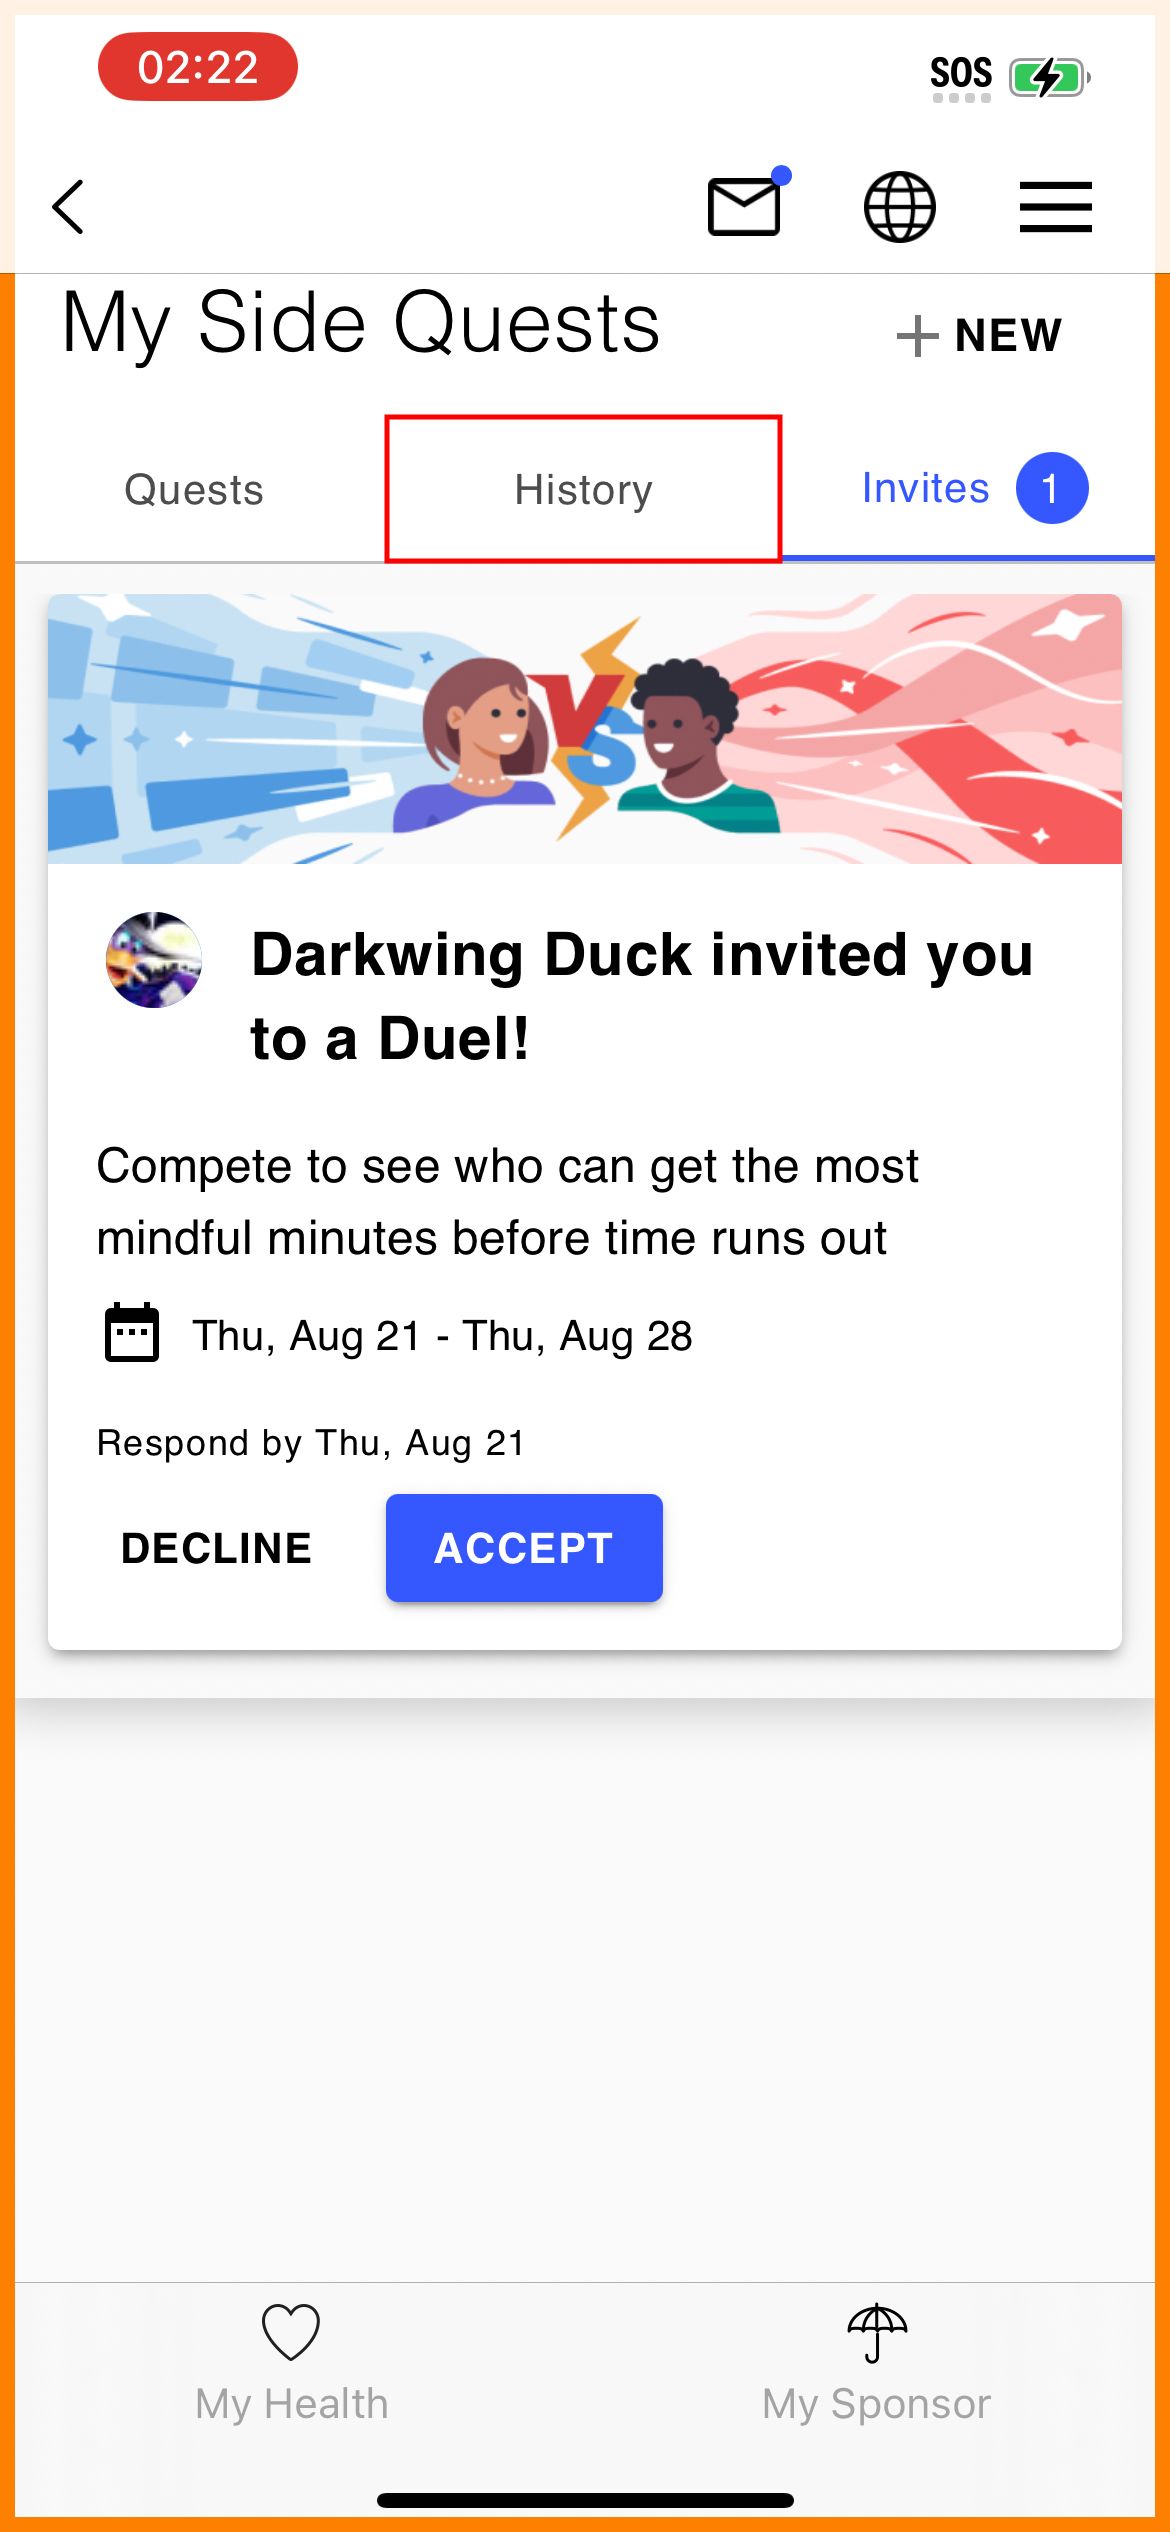 02:22
SOS
My Side Quests
NEW
Quests
History
Invites
1
VS
Darkwing Duck invited you
to a Duel!
Compete to see who can get the most
mindful minutes before time runs out
Thu, Aug 21 - Thu, Aug 28
Respond by Thu, Aug 21
DECLINE
ACCEPT
My Health
My Sponsor